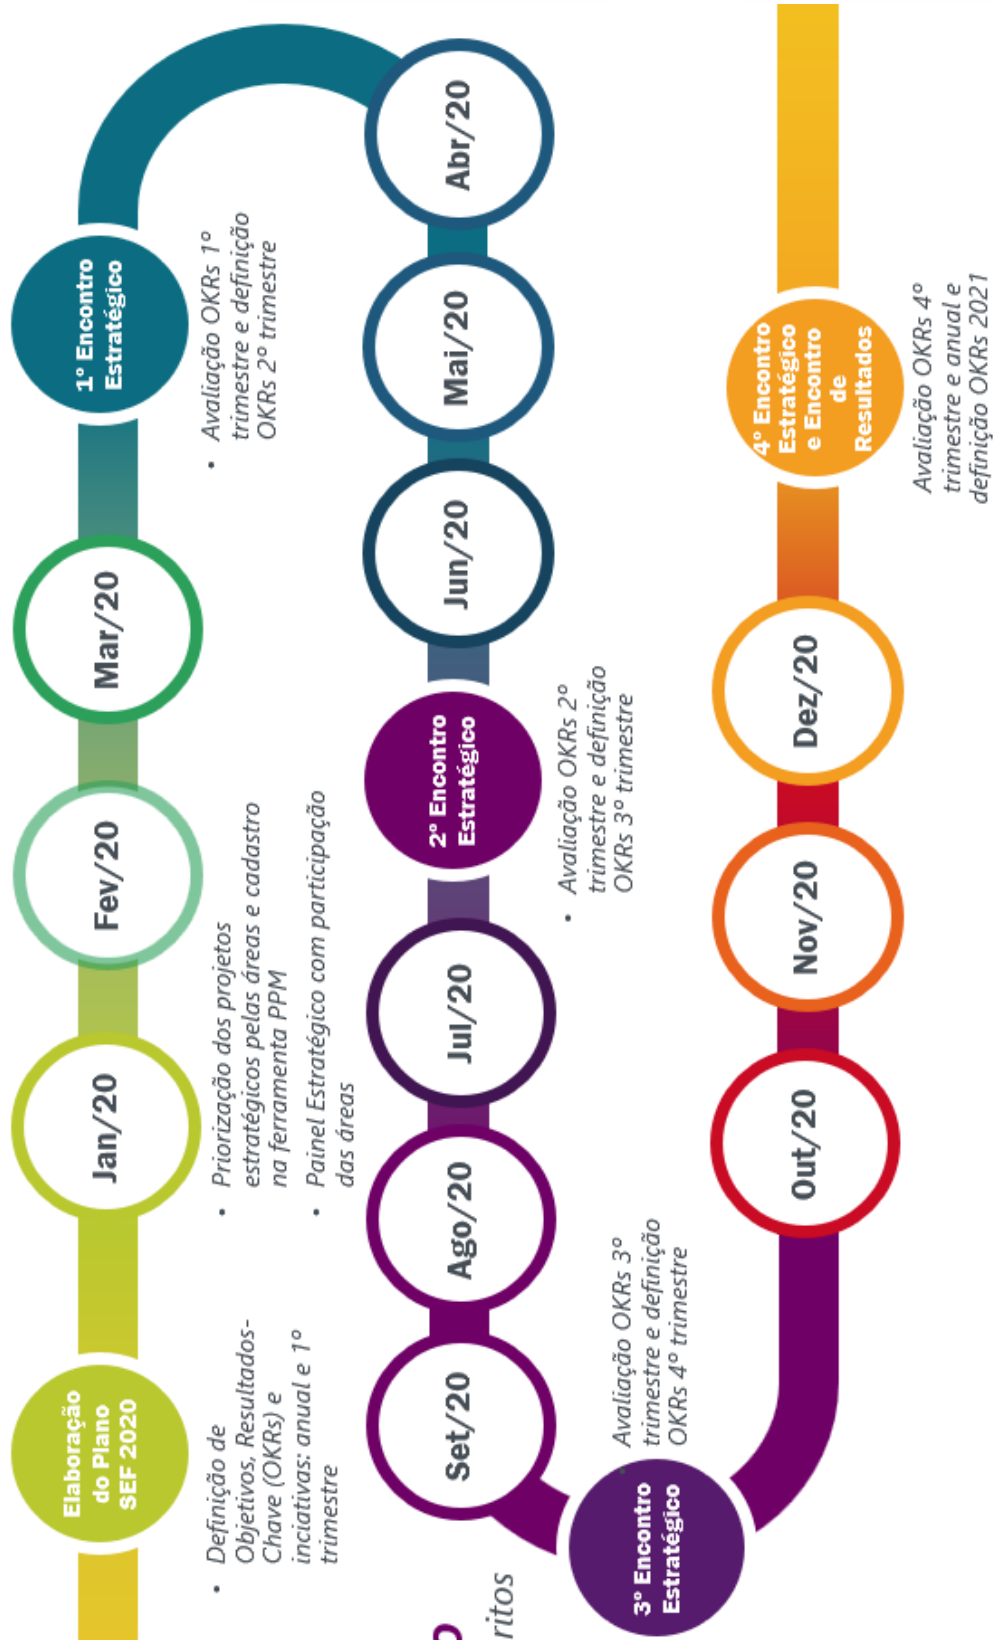 Elaboração
do Plano
SEF 2020
• Definição de
Objetivos, Resultados-
Chave (OKRs) e
inciativas: anual e 1º
trimestre
Jan/20
• Priorização dos projetos
estratégicos pelas áreas e cadastro
na ferramenta PPM
• Painel Estratégico com participação
das áreas
Fev/20
Mar/20
1º Encontro
Estratégico
• Avaliação OKRs 1º
trimestre e definição
OKRs 2º trimestre
Abr/20
Mai/20
Jun/20
2º Encontro
Estratégico
• Avaliação OKRs 2º
trimestre e definição
OKRs 3º trimestre
Jul/20
Ago/20
Set/20
ritos
3º Encontro
Estratégico
• Avaliação OKRs 3º
trimestre e definição
OKRs 4º trimestre
Out/20
Nov/20
Dez/20
4º Encontro
Estratégico
e Encontro
de
Resultados
Avaliação OKRs 4º
trimestre e anual e
definição OKRs 2021